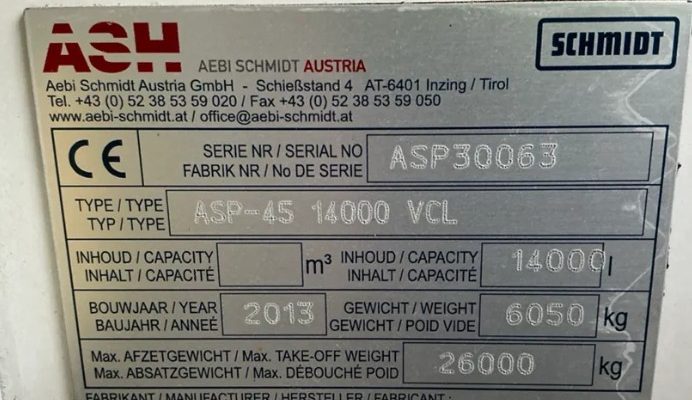 ASH AEBI SCHMIDT AUSTRIA SCHMIDT
Aebi Schmidt Austria GmbH - Schießstand 4 AT-6401 Inzing / Tirol
Tel. +43 (0) 52 38 53 59 020 / Fax +43 (0) 52 38 53 59 050
www.aebi-schmidt.at / office@aebi-schmidt.at
CE SERIE NR / SERIAL NO ASP30063
FABRIK NR / No DE SERIE
TYPE / TYPE ASP-45 14000 VCL
TYP / TYPE
INHOUD / CAPACITY m³ INHOUD / CAPACITY 14000 l
INHALT / CAPACITÉ INHALT / CAPACITÉ
BOUWJAAR / YEAR 2013 GEWICHT / WEIGHT 6050 kg
BAUJAHR / ANNEÉ GEWICHT / POID VIDE
Max. AFZETGEWICHT / Max. TAKE-OFF WEIGHT 26000 kg
Max. ABSATZGEWICHT / Max. DÉBOUCHÉ POID
FABRIKANT / MANUFACTURER / HERSTELLER / FABRICANT :